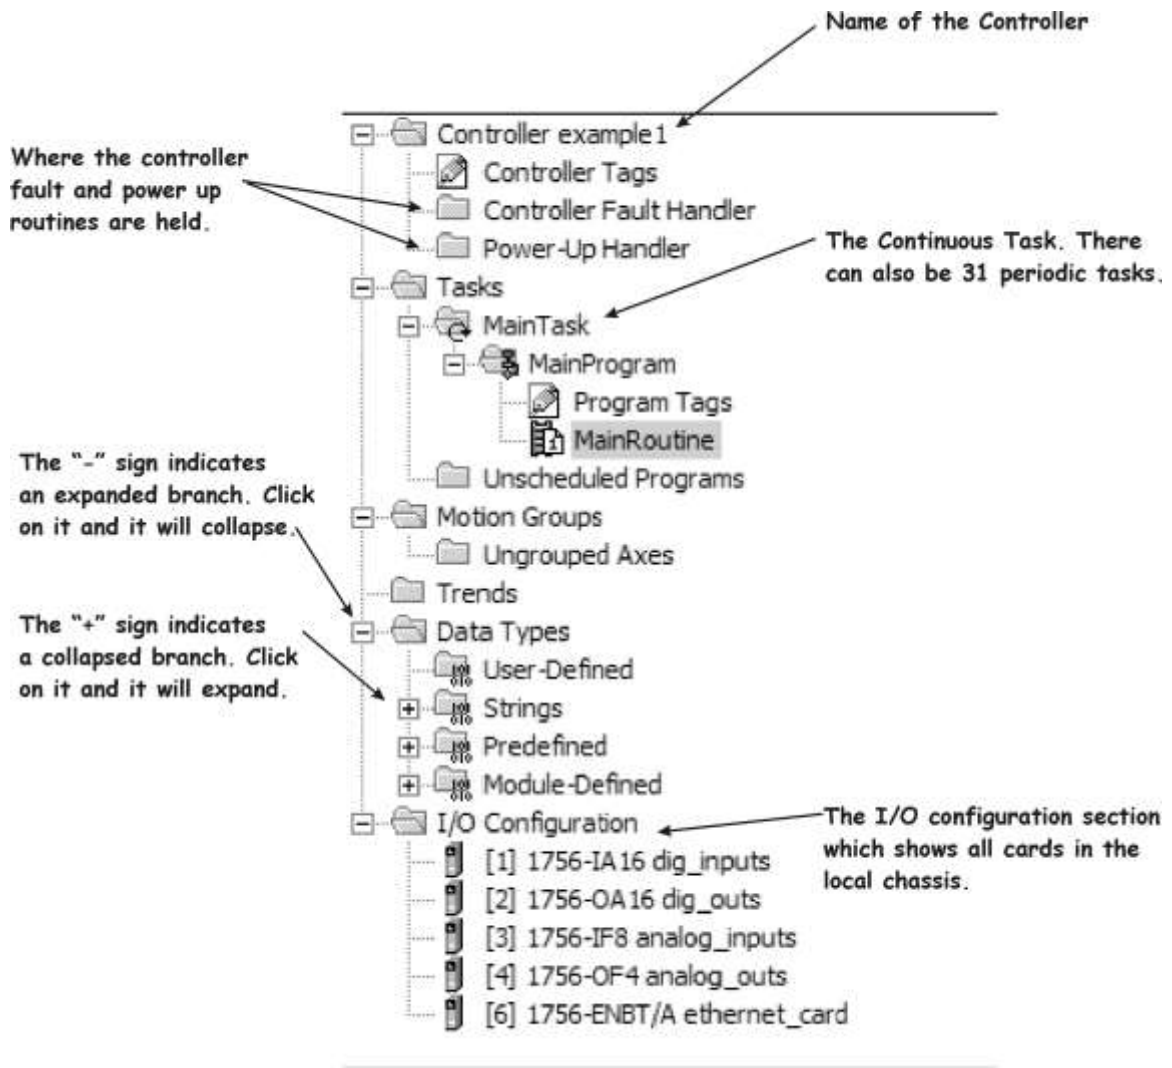 Name of the Controller
Controller example1
Where the controller
fault and power up
routines are held.
Controller Tags
Controller Fault Handler
Power-Up Handler
The Continuous Task. There
can also be 31 periodic tasks.
Tasks
MainTask
MainProgram
Program Tags
MainRoutine
Unscheduled Programs
The "-" sign indicates
an expanded branch. Click
on it and it will collapse.
Motion Groups
Ungrouped Axes
Trends
The "+" sign indicates
a collapsed branch. Click
on it and it will expand.
Data Types
User-Defined
Strings
Predefined
Module-Defined
I/O Configuration
The I/O configuration section
which shows all cards in the
local chassis.
[1] 1756-IA16 dig_inputs
[2] 1756-OA16 dig_outs
[3] 1756-IF8 analog_inputs
[4] 1756-OF4 analog_outs
[6] 1756-ENBT/A ethernet_card